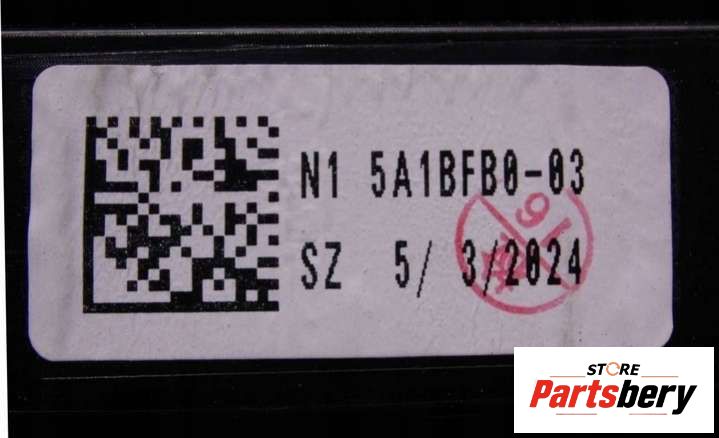 N1 5A1BFB0-03
SZ 5/ 3/2024
STORE
Partsbery